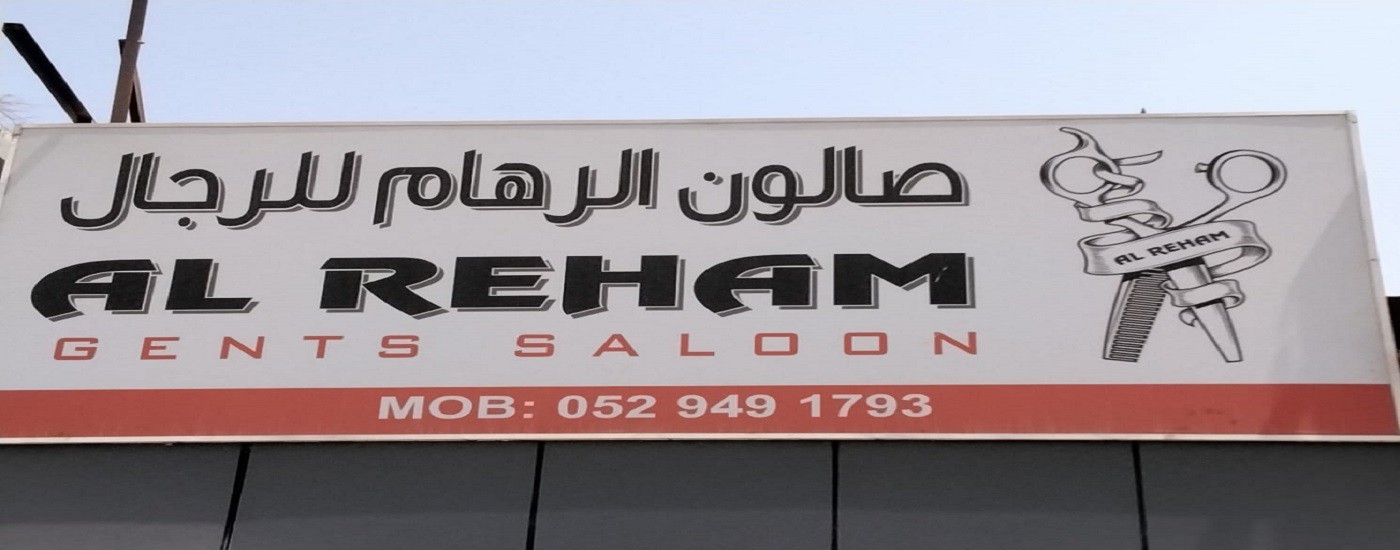 صالون الرهام للرجال
AL REHAM
GENTS SALOON
AL REHAM
MOB: 052 949 1793